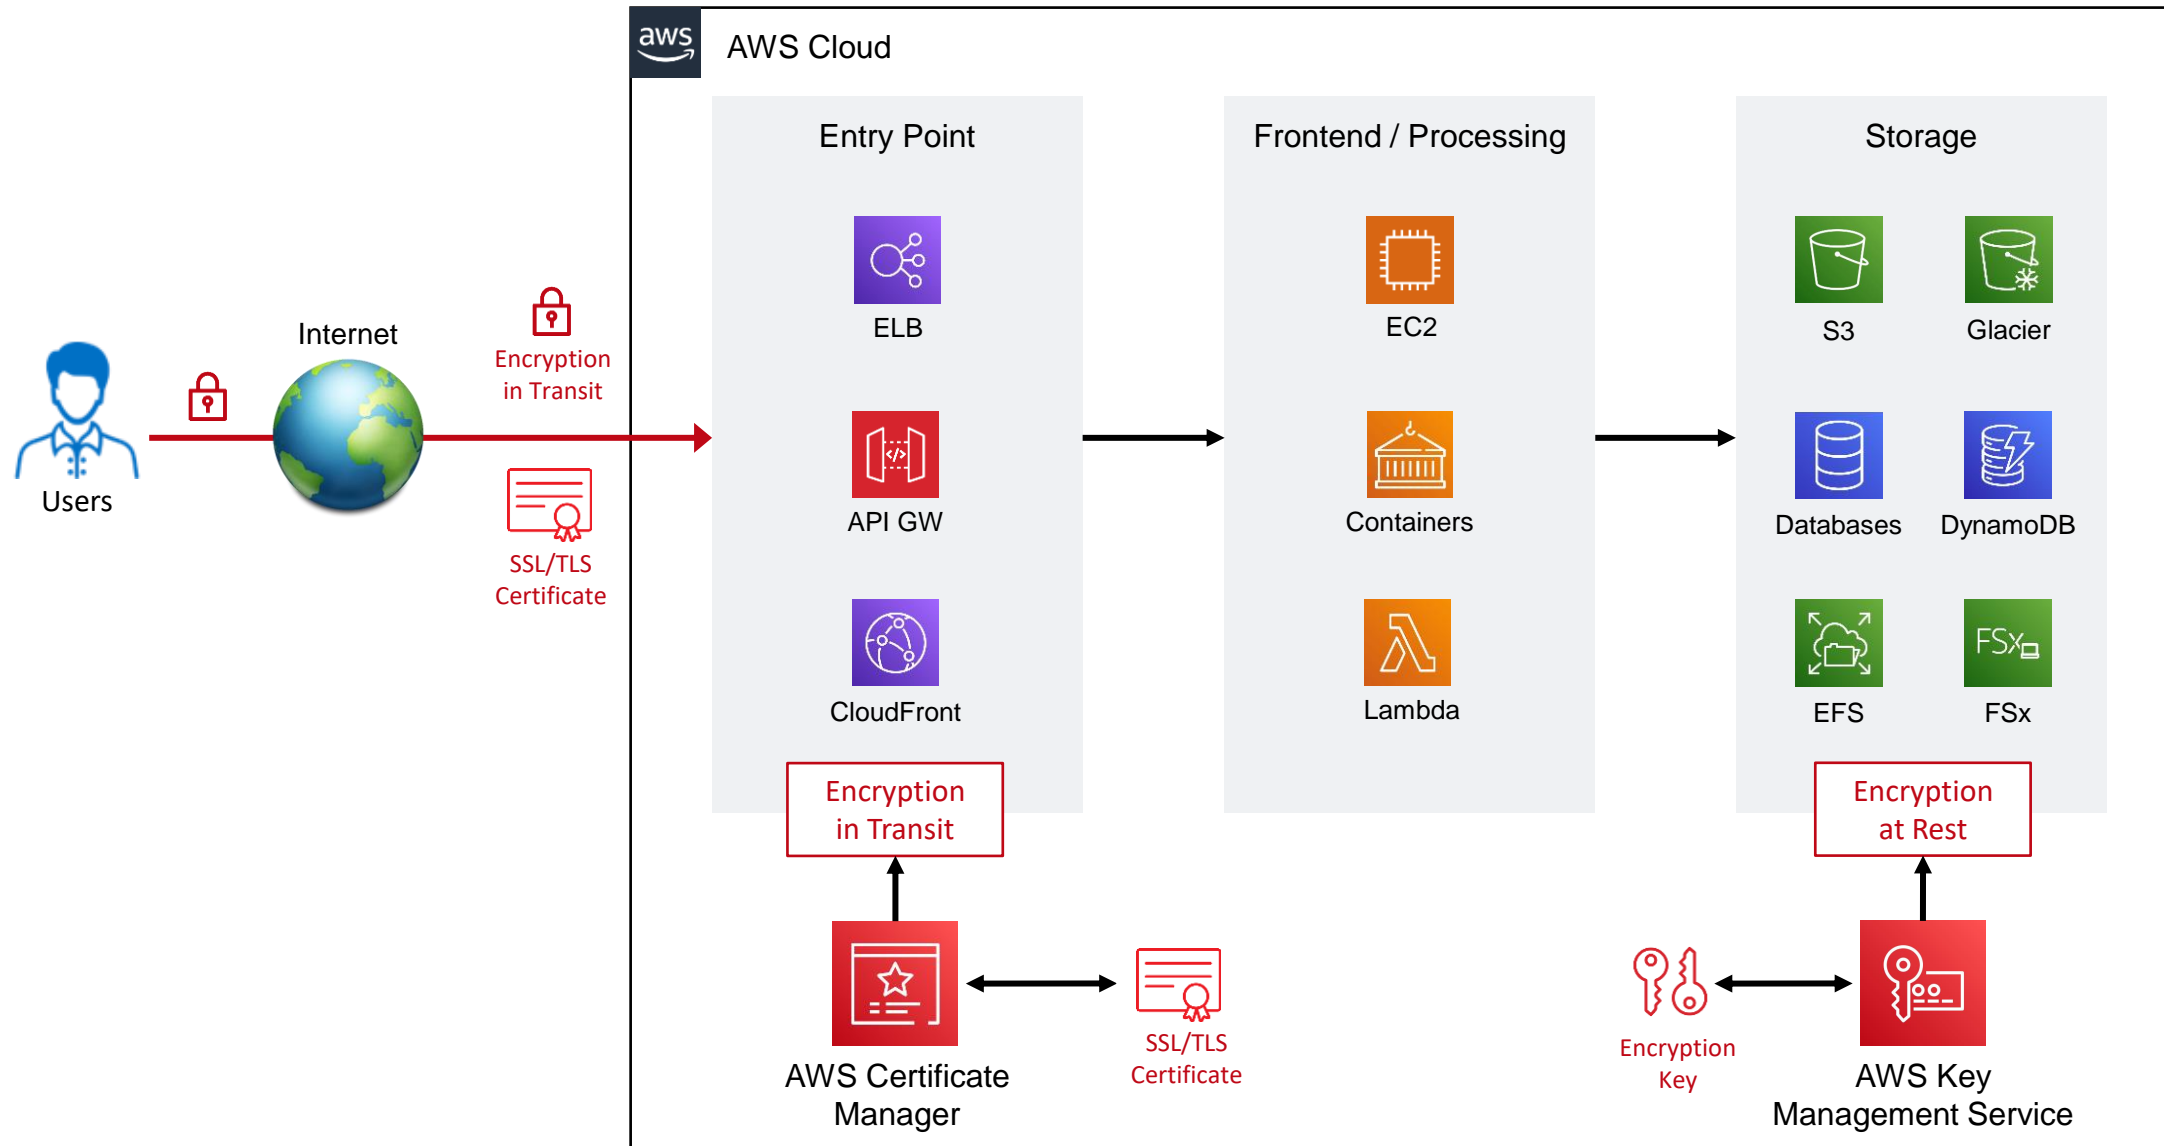 aws
AWS Cloud
Entry Point
Frontend / Processing
Storage
ELB
EC2
S3
Glacier
Internet
Encryption
in Transit
Users
SSL/TLS
Certificate
</>
API GW
Containers
Databases
DynamoDB
CloudFront
Lambda
EFS
FSx
FSx
Encryption
in Transit
Encryption
at Rest
AWS Certificate
Manager
SSL/TLS
Certificate
Encryption
Key
AWS Key
Management Service